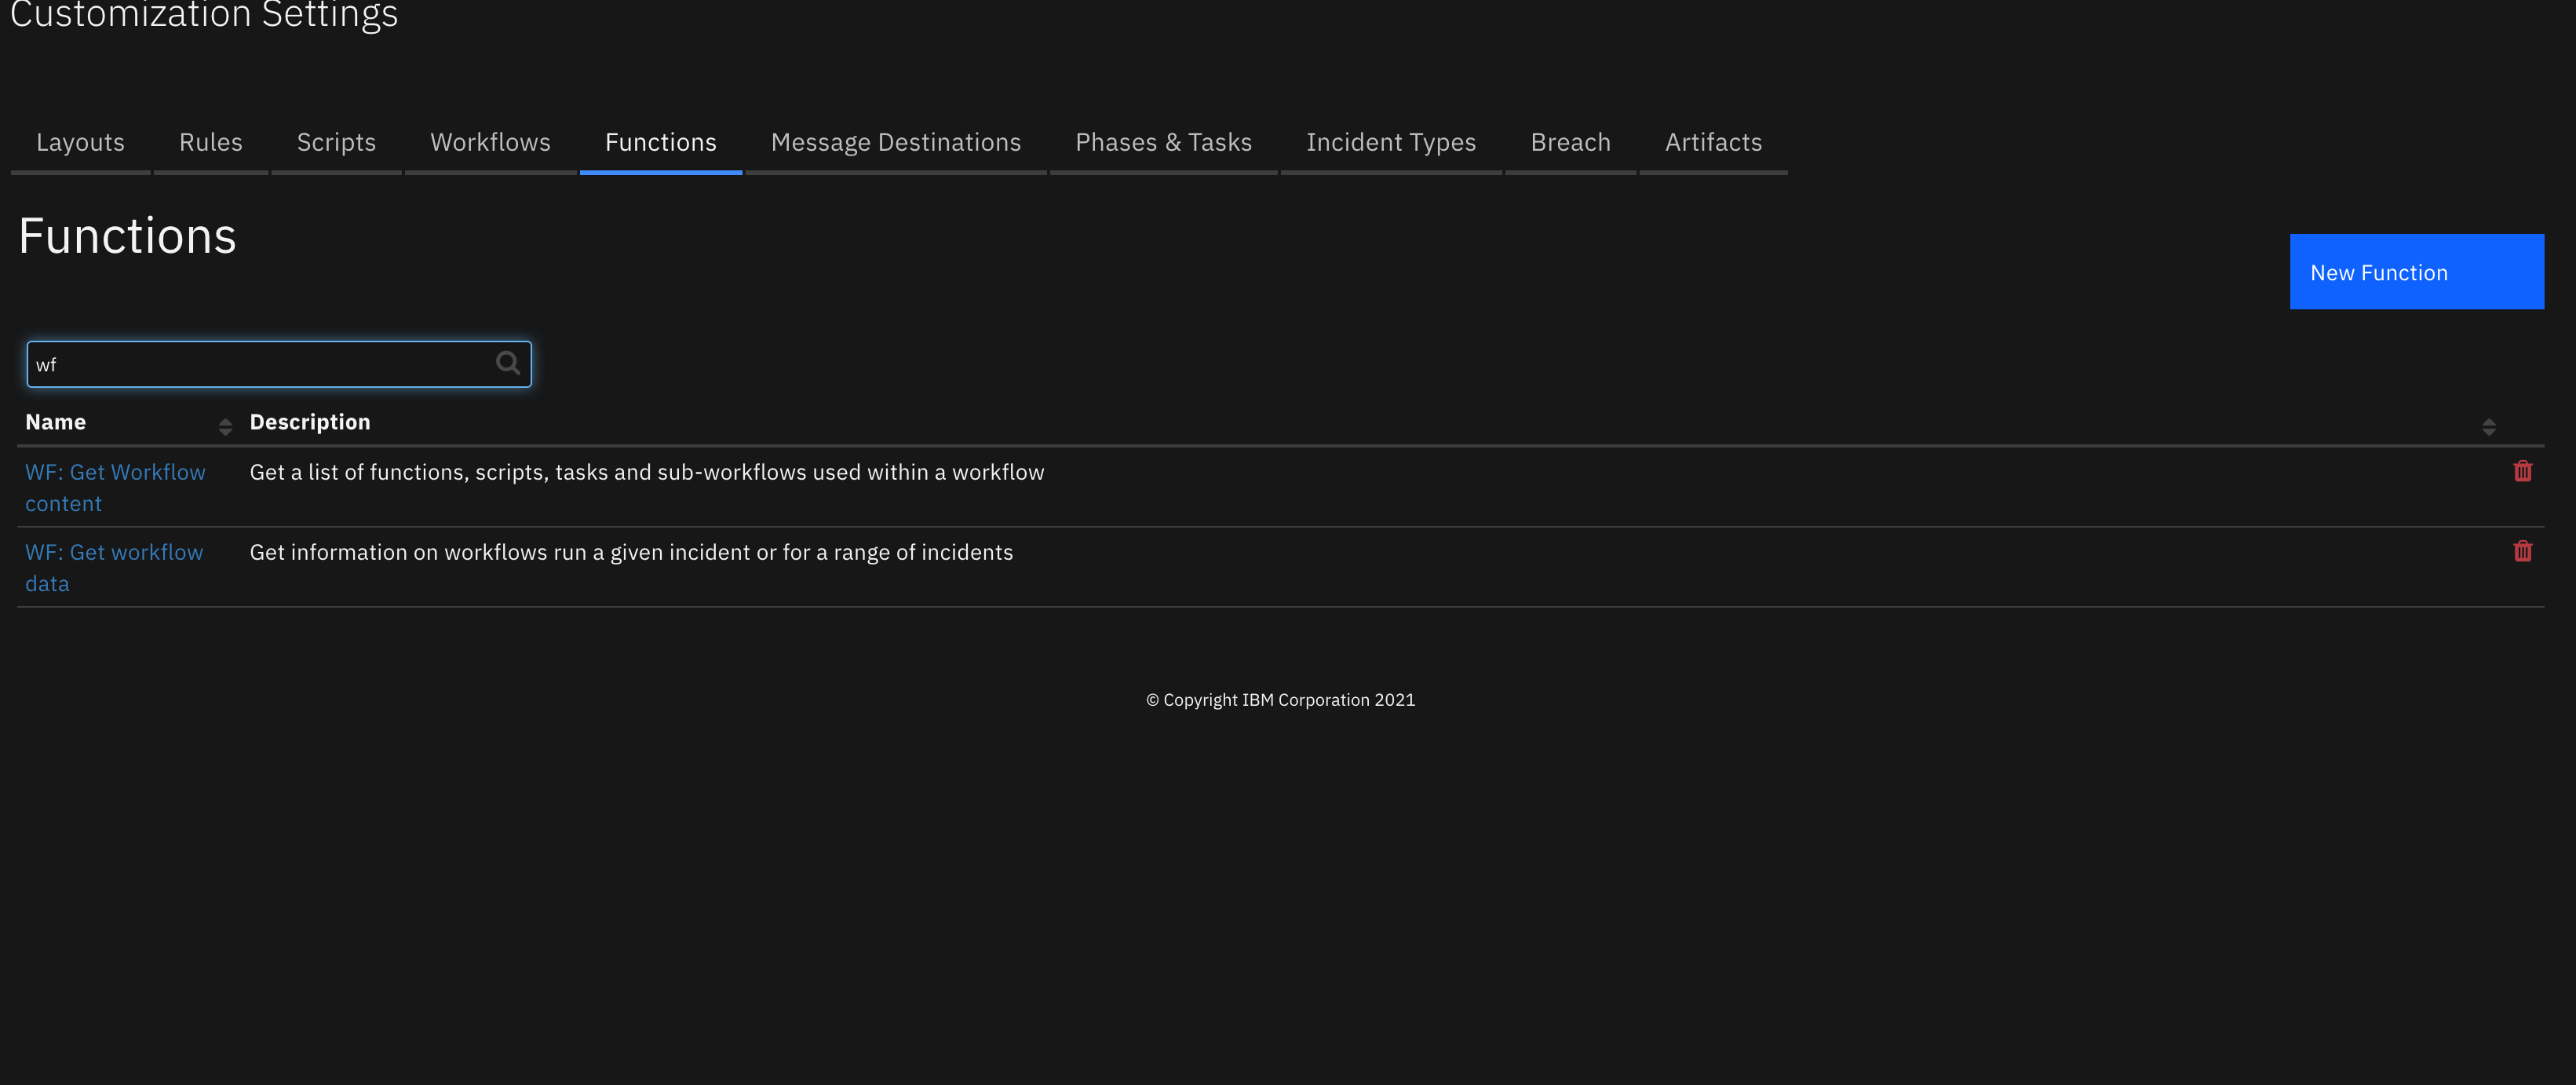 Customization Settings
Layouts Rules Scripts Workflows Functions Message Destinations Phases & Tasks Incident Types Breach Artifacts
Functions
New Function
wf
Name Description
WF: Get Workflow Get a list of functions, scripts, tasks and sub-workflows used within a workflow
content
WF: Get workflow Get information on workflows run a given incident or for a range of incidents
data
© Copyright IBM Corporation 2021